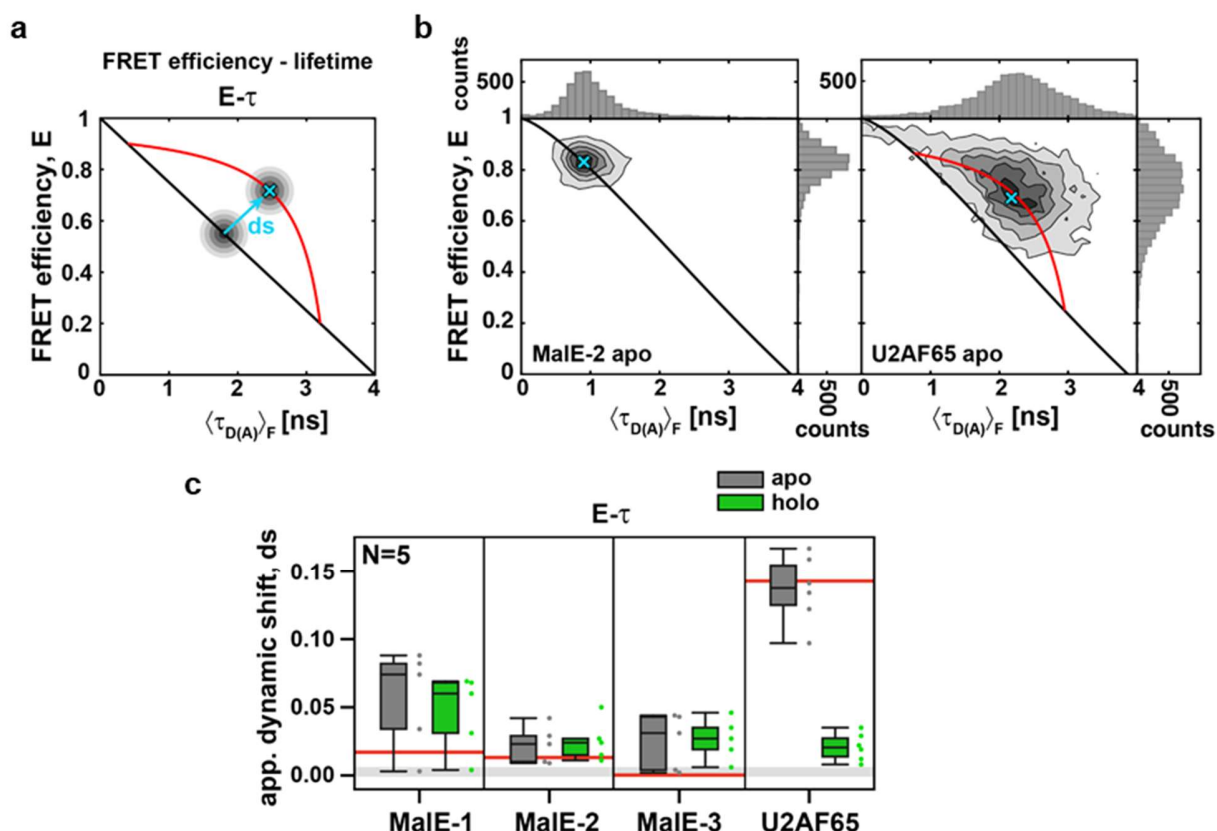 a
FRET efficiency - lifetime
E-τ
FRET efficiency, E
1
0.8
0.6
0.4
0.2
0
0 1 2 3 4
⟨τD(A)⟩F [ns]
ds
b
counts
500
500
FRET efficiency, E
1
0.8
0.6
0.4
0.2
0
MalE-2 apo
U2AF65 apo
0 1 2 3 4
0 1 2 3 4
500
500
counts
counts
⟨τD(A)⟩F [ns]
⟨τD(A)⟩F [ns]
c
apo
holo
E-τ
N=5
app. dynamic shift, ds
0.15
0.10
0.05
0.00
MalE-1 MalE-2 MalE-3 U2AF65